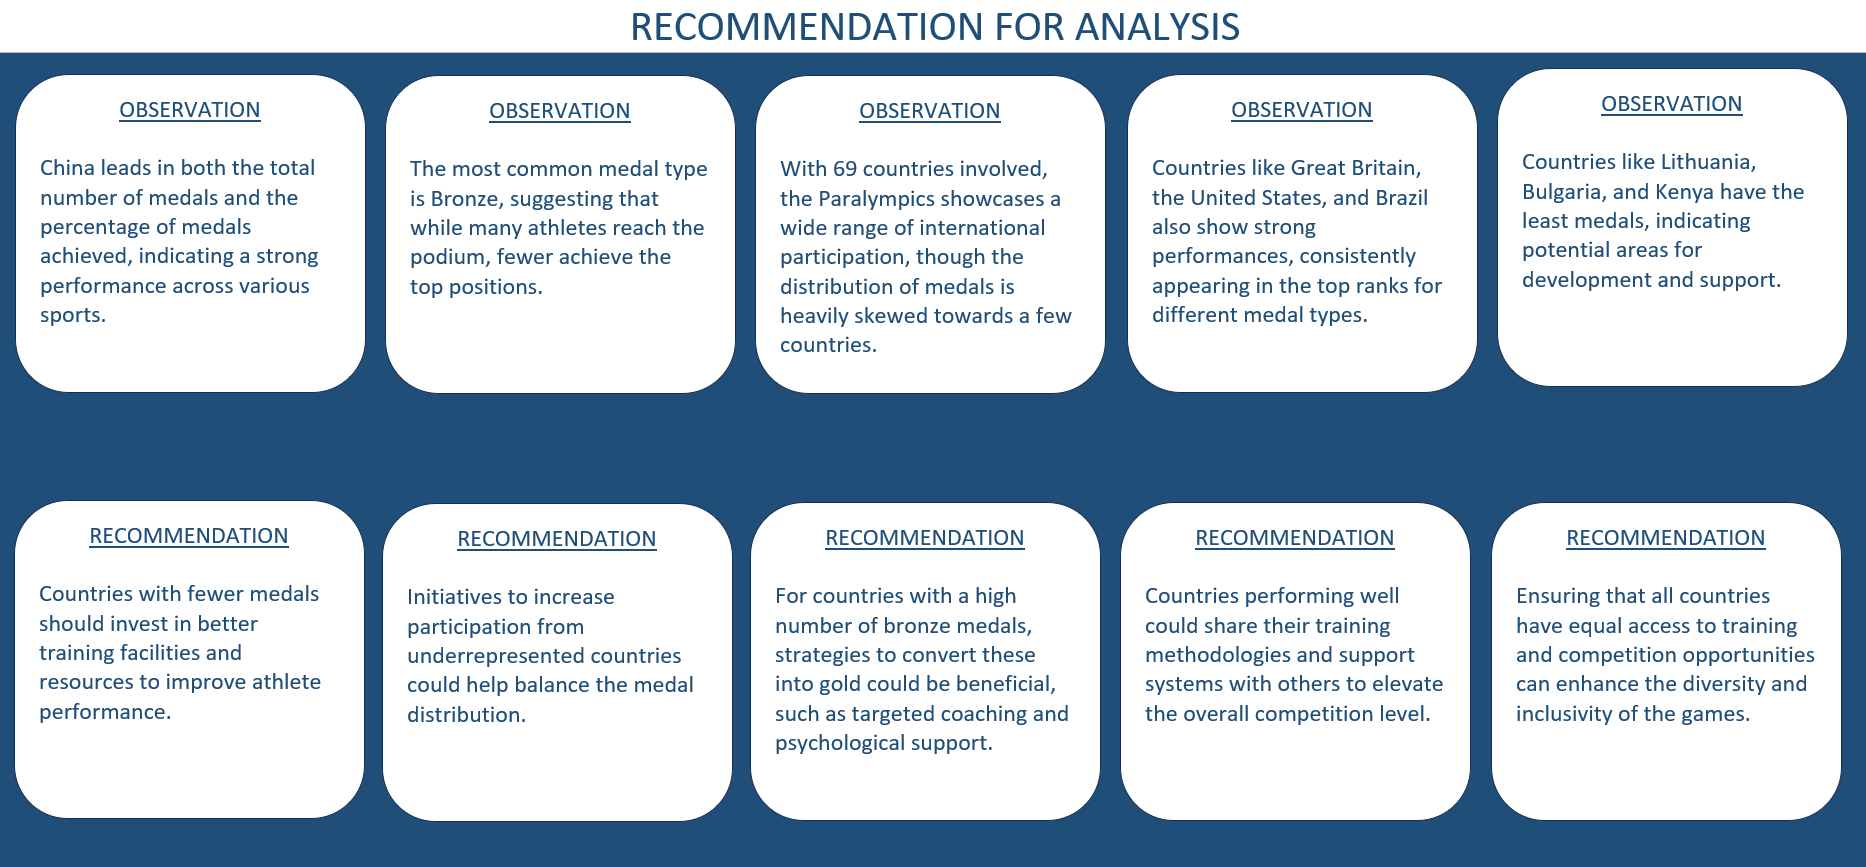 RECOMMENDATION FOR ANALYSIS
OBSERVATION
China leads in both the total
number of medals and the
percentage of medals
achieved, indicating a strong
performance across various
sports.
OBSERVATION
The most common medal type
is Bronze, suggesting that
while many athletes reach the
podium, fewer achieve the
top positions.
OBSERVATION
With 69 countries involved,
the Paralympics showcases a
wide range of international
participation, though the
distribution of medals is
heavily skewed towards a few
countries.
OBSERVATION
Countries like Great Britain,
the United States, and Brazil
also show strong
performances, consistently
appearing in the top ranks for
different medal types.
OBSERVATION
Countries like Lithuania,
Bulgaria, and Kenya have the
least medals, indicating
potential areas for
development and support.
RECOMMENDATION
Countries with fewer medals
should invest in better
training facilities and
resources to improve athlete
performance.
RECOMMENDATION
Initiatives to increase
participation from
underrepresented countries
could help balance the medal
distribution.
RECOMMENDATION
For countries with a high
number of bronze medals,
strategies to convert these
into gold could be beneficial,
such as targeted coaching and
psychological support.
RECOMMENDATION
Countries performing well
could share their training
methodologies and support
systems with others to elevate
the overall competition level.
RECOMMENDATION
Ensuring that all countries
have equal access to training
and competition opportunities
can enhance the diversity and
inclusivity of the games.